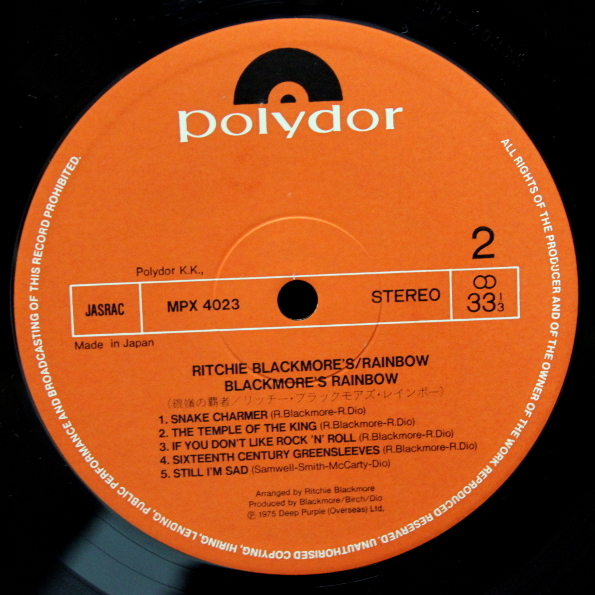 polydor
2
Polydor K.K.,
JASRAC
MPX 4023
STEREO
33 1/3
Made in Japan
RITCHIE BLACKMORE'S/RAINBOW
BLACKMORE'S RAINBOW
(銀嶺の覇者/リッチー・ブラックモアズ・レインボー)
1. SNAKE CHARMER (R.Blackmore-R.Dio)
2. THE TEMPLE OF THE KING (R.Blackmore-R.Dio)
3. IF YOU DON'T LIKE ROCK 'N' ROLL (R.Blackmore-R.Dio)
4. SIXTEENTH CENTURY GREENSLEEVES (R.Blackmore-R.Dio)
5. STILL I'M SAD (Samwell-Smith-McCarty-Dio)
Arranged by Ritchie Blackmore
Produced by Blackmore/Birch/Dio
Ⓟ 1975 Deep Purple (Overseas) Ltd.
ALL RIGHTS OF THE PRODUCER AND OF THE OWNER OF THE WORK REPRODUCED RESERVED. UNAUTHORISED COPYING, HIRING, LENDING, PUBLIC PERFORMANCE AND BROADCASTING OF THIS RECORD PROHIBITED.